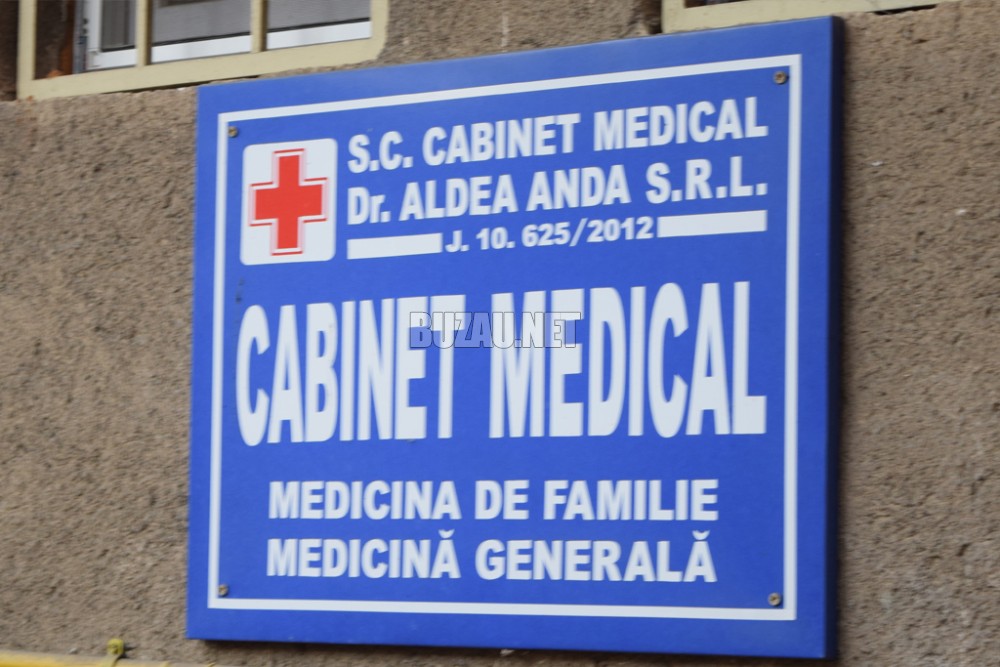 S.C. CABINET MEDICAL
Dr. ALDEA ANDA S.R.L.
J. 10. 625/2012
CABINET MEDICAL
BUZAU.NET
MEDICINA DE FAMILIE
MEDICINĂ GENERALĂ